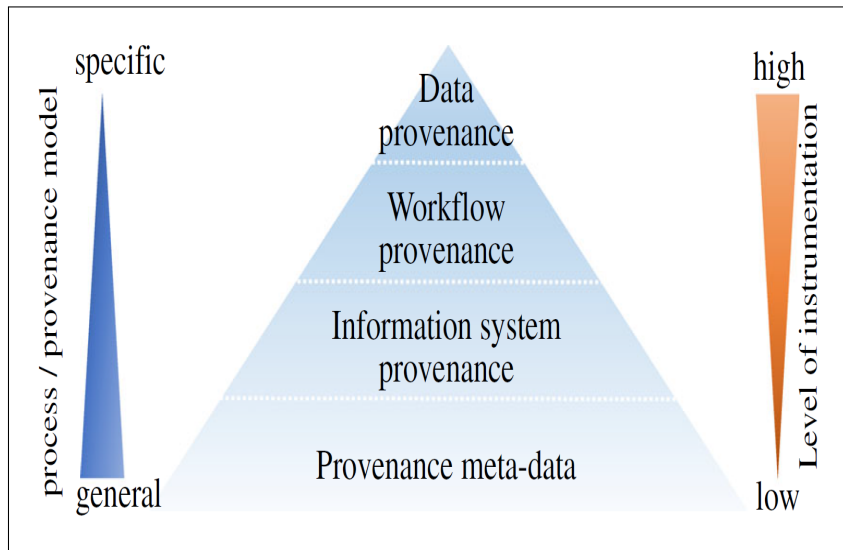 specific
process / provenance model
general
Data
provenance
Workflow
provenance
Information system
provenance
Provenance meta-data
high
Level of instrumentation
low